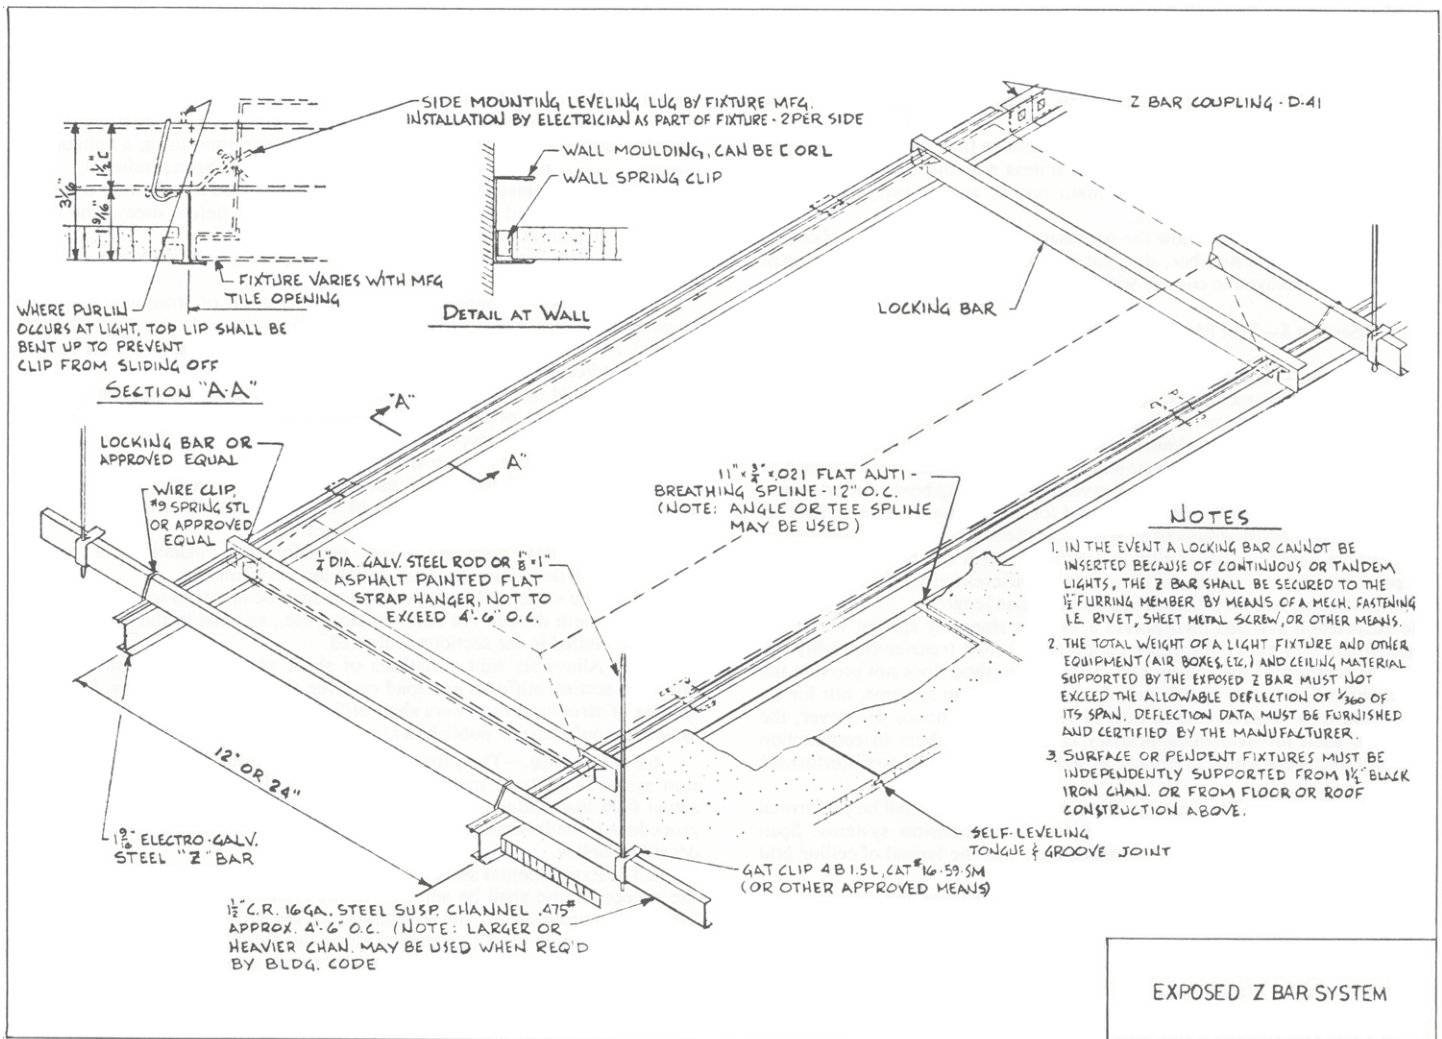 SIDE MOUNTING LEVELING LUG BY FIXTURE MFG.
INSTALLATION BY ELECTRICIAN AS PART OF FIXTURE - 2 PER SIDE
Z BAR COUPLING - D-41
WALL MOULDING, CAN BE C OR L
WALL SPRING CLIP
1 1/2" C
3 1/16"
1 9/16"
FIXTURE VARIES WITH MFG
TILE OPENING
WHERE PURLIN
OCCURS AT LIGHT, TOP LIP SHALL BE
BENT UP TO PREVENT
CLIP FROM SLIDING OFF
SECTION "A-A"
DETAIL AT WALL
LOCKING BAR
"A"
A"
LOCKING BAR OR
APPROVED EQUAL
WIRE CLIP,
#9 SPRING STL
OR APPROVED
EQUAL
1/4" DIA. GALV. STEEL ROD OR 1/8" x 1"
ASPHALT PAINTED FLAT
STRAP HANGER, NOT TO
EXCEED 4'-6" O.C.
11" x 3/4" x .021 FLAT ANTI-
BREATHING SPLINE - 12" O.C.
(NOTE: ANGLE OR TEE SPLINE
MAY BE USED)
NOTES
1. IN THE EVENT A LOCKING BAR CANNOT BE
INSERTED BECAUSE OF CONTINUOUS OR TANDEM
LIGHTS, THE Z BAR SHALL BE SECURED TO THE
1 1/2" FURRING MEMBER BY MEANS OF A MECH. FASTENING
I.E. RIVET, SHEET METAL SCREW, OR OTHER MEANS.
2. THE TOTAL WEIGHT OF A LIGHT FIXTURE AND OTHER
EQUIPMENT (AIR BOXES, ETC,) AND CEILING MATERIAL
SUPPORTED BY THE EXPOSED Z BAR MUST NOT
EXCEED THE ALLOWABLE DEFLECTION OF 1/360 OF
ITS SPAN. DEFLECTION DATA MUST BE FURNISHED
AND CERTIFIED BY THE MANUFACTURER.
3. SURFACE OR PENDENT FIXTURES MUST BE
INDEPENDENTLY SUPPORTED FROM 1 1/2" BLACK
IRON CHAN. OR FROM FLOOR OR ROOF
CONSTRUCTION ABOVE.
12" OR 24"
1 9/16" ELECTRO-GALV.
STEEL "Z" BAR
SELF-LEVELING
TONGUE & GROOVE JOINT
GAT CLIP 4B1.SL, CAT #16-59-SM
(OR OTHER APPROVED MEANS)
1 1/2" C.R. 16 GA. STEEL SUSP. CHANNEL .475#
APPROX. 4'-6" O.C. (NOTE: LARGER OR
HEAVIER CHAN. MAY BE USED WHEN REQ'D
BY BLDG. CODE
EXPOSED Z BAR SYSTEM